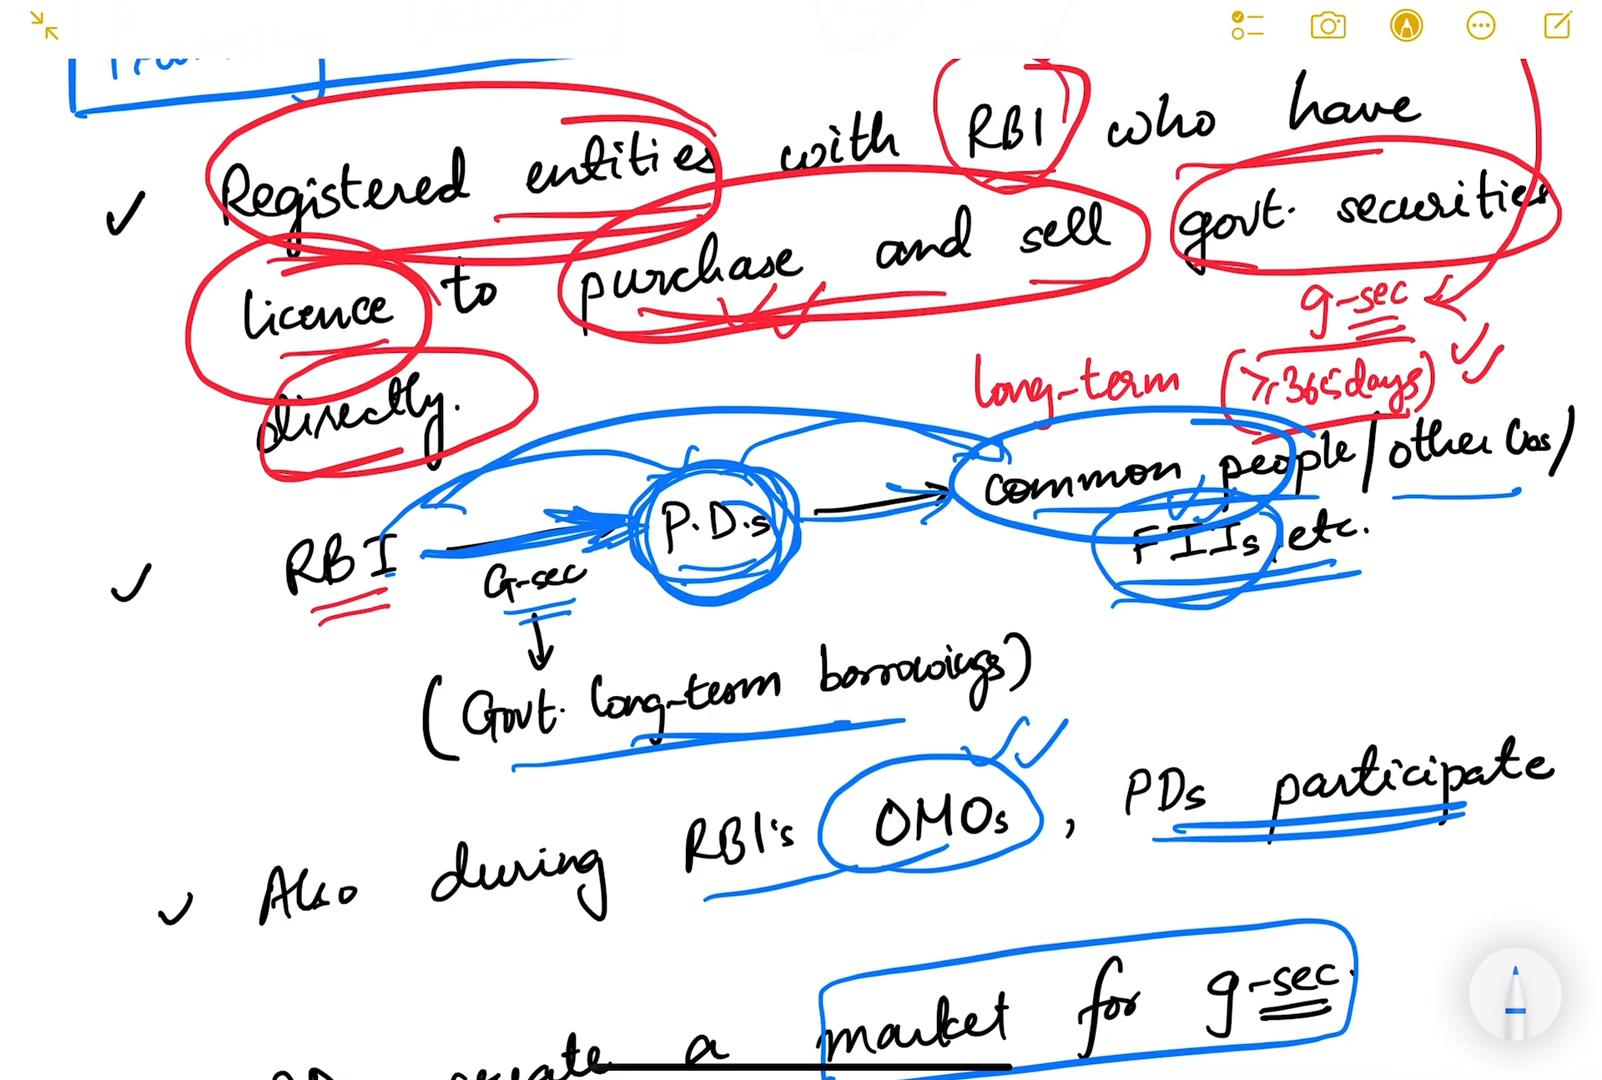 Registered entities with RBI who have
licence to purchase and sell govt. securities
directly.
g-sec
long-term (≥365days)
RBI G-sec P.D.s common people/other Cos/
FIIs etc.
(Govt. long-term borrowings)
Also during RBI's OMOs, PDs participate
create a market for g-sec.